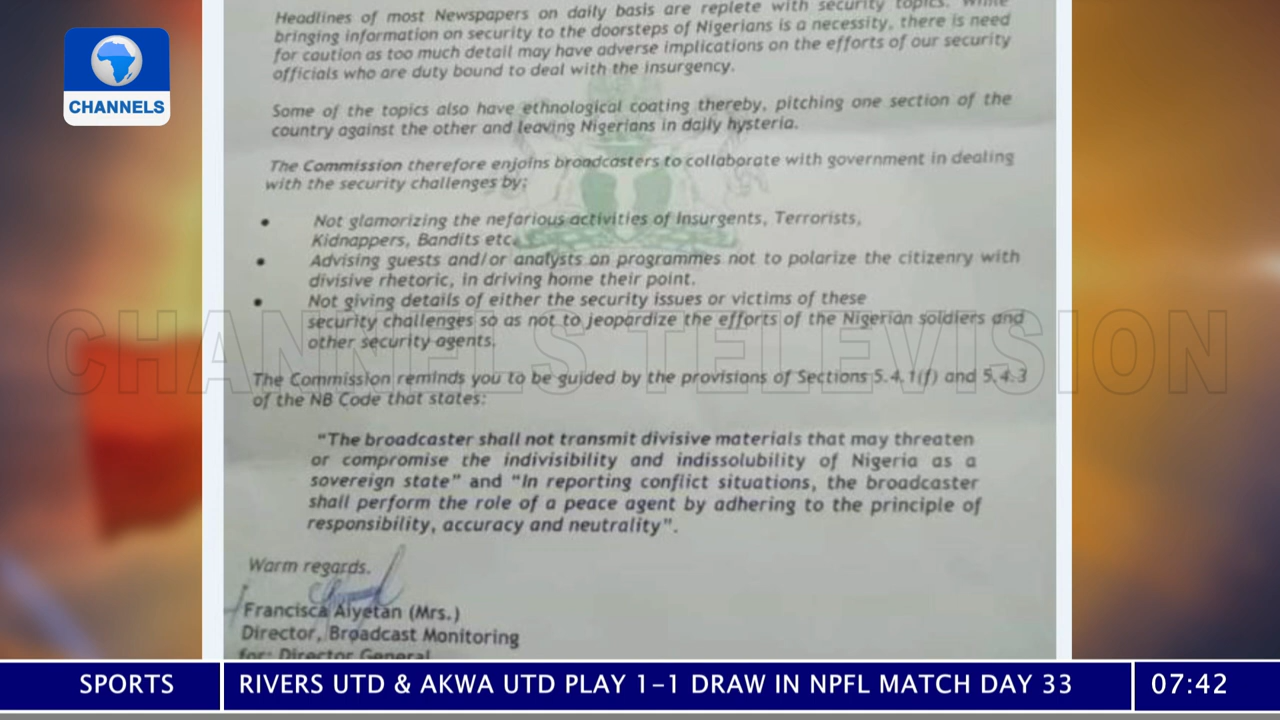 Headlines of most Newspapers on daily basis are replete with security topics. While
bringing information on security to the doorsteps of Nigerians is a necessity, there is need
for caution as too much detail may have adverse implications on the efforts of our security
officials who are duty bound to deal with the insurgency.
Some of the topics also have ethnological coating thereby, pitching one section of the
country against the other and leaving Nigerians in daily hysteria.
The Commission therefore enjoins broadcasters to collaborate with government in dealing
with the security challenges by;
• Not glamorizing the nefarious activities of Insurgents, Terrorists,
Kidnappers, Bandits etc.
• Advising guests and/or analysts on programmes not to polarize the citizenry with
divisive rhetoric, in driving home their point.
• Not giving details of either the security issues or victims of these
security challenges so as not to jeopardize the efforts of the Nigerian soldiers and
other security agents.
The Commission reminds you to be guided by the provisions of Sections 5.4.1(f) and 5.4.3
of the NB Code that states:
"The broadcaster shall not transmit divisive materials that may threaten
or compromise the indivisibility and indissolubility of Nigeria as a
sovereign state" and "In reporting conflict situations, the broadcaster
shall perform the role of a peace agent by adhering to the principle of
responsibility, accuracy and neutrality".
Warm regards.
Francisca Aiyetan (Mrs.)
Director, Broadcast Monitoring
for: Director General
CHANNELS
CHANNELS TELEVISION
SPORTS
RIVERS UTD & AKWA UTD PLAY 1-1 DRAW IN NPFL MATCH DAY 33
07:42